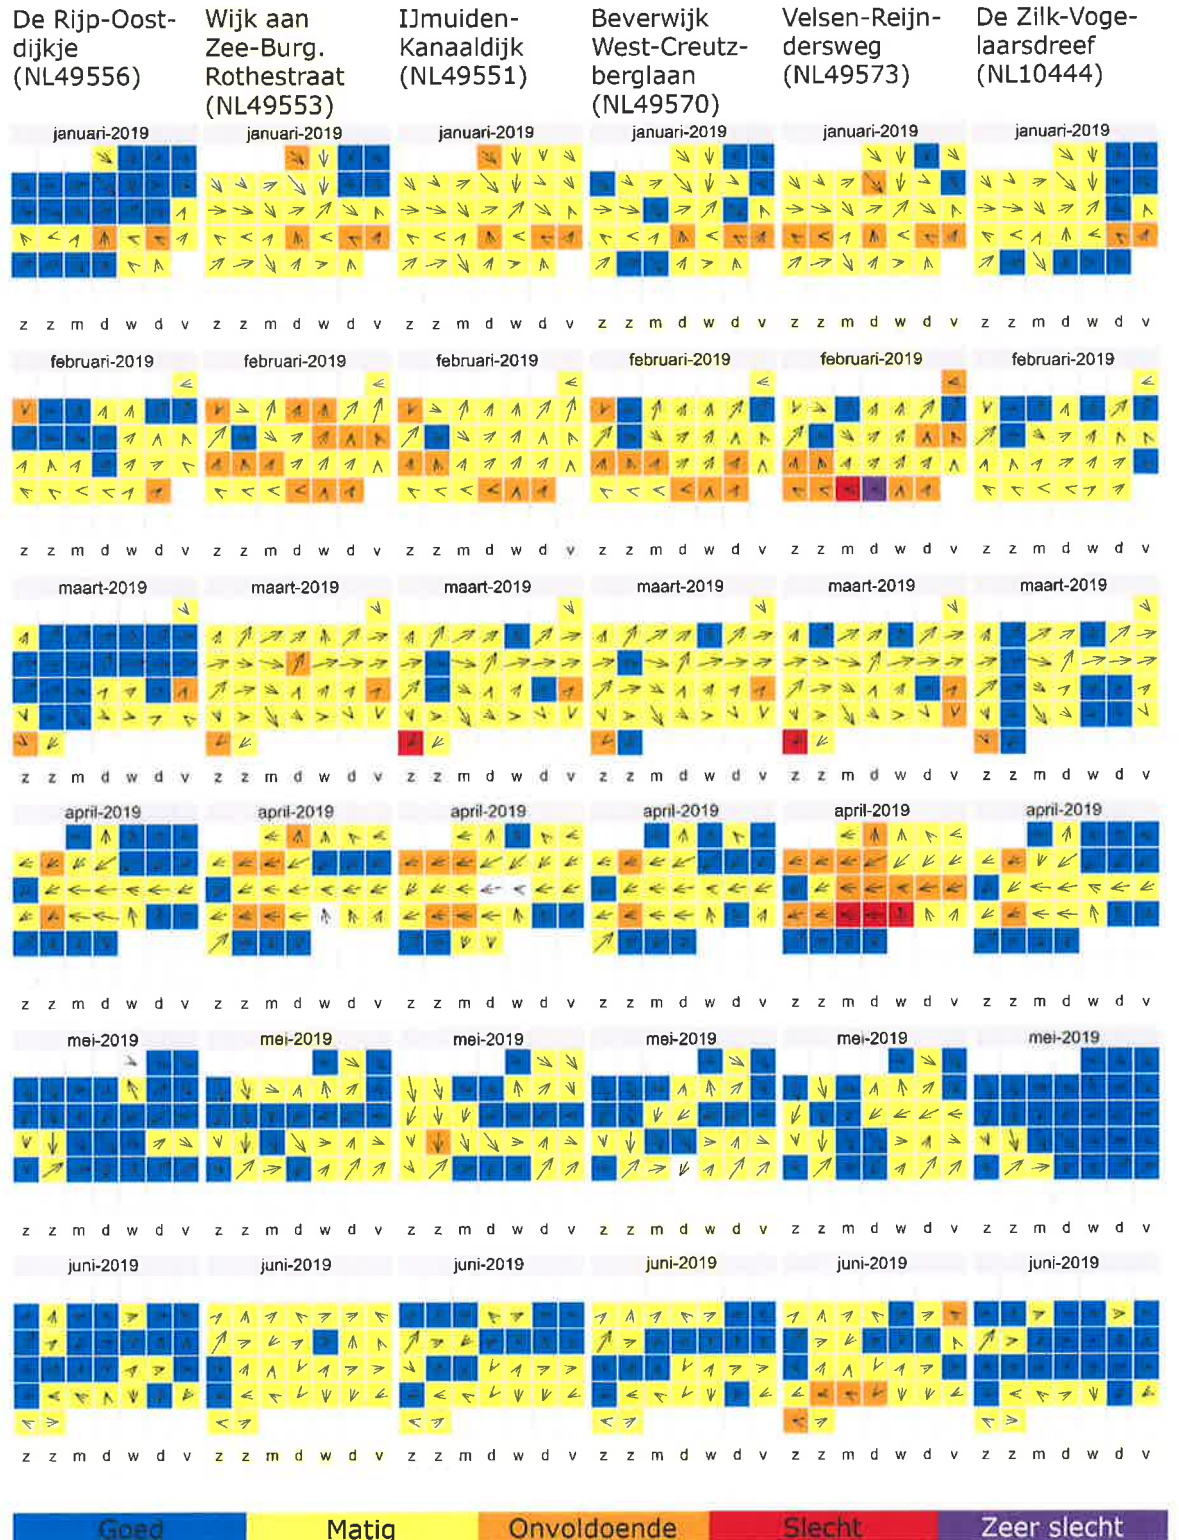 De Rijp-Oost-
dijkje
(NL49556)
Wijk aan
Zee-Burg.
Rothestraat
(NL49553)
IJmuiden-
Kanaaldijk
(NL49551)
Beverwijk
West-Creutz-
berglaan
(NL49570)
Velsen-Reijn-
dersweg
(NL49573)
De Zilk-Voge-
laarsdreef
(NL10444)
januari-2019 januari-2019 januari-2019 januari-2019 januari-2019 januari-2019
z z m d w d v z z m d w d v z z m d w d v z z m d w d v z z m d w d v z z m d w d v
februari-2019 februari-2019 februari-2019 februari-2019 februari-2019 februari-2019
z z m d w d v z z m d w d v z z m d w d v z z m d w d v z z m d w d v z z m d w d v
maart-2019 maart-2019 maart-2019 maart-2019 maart-2019 maart-2019
z z m d w d v z z m d w d v z z m d w d v z z m d w d v z z m d w d v z z m d w d v
april-2019 april-2019 april-2019 april-2019 april-2019 april-2019
z z m d w d v z z m d w d v z z m d w d v z z m d w d v z z m d w d v z z m d w d v
mei-2019 mei-2019 mei-2019 mei-2019 mei-2019 mei-2019
z z m d w d v z z m d w d v z z m d w d v z z m d w d v z z m d w d v z z m d w d v
juni-2019 juni-2019 juni-2019 juni-2019 juni-2019 juni-2019
z z m d w d v z z m d w d v z z m d w d v z z m d w d v z z m d w d v z z m d w d v
Goed Matig Onvoldoende Slecht Zeer slecht